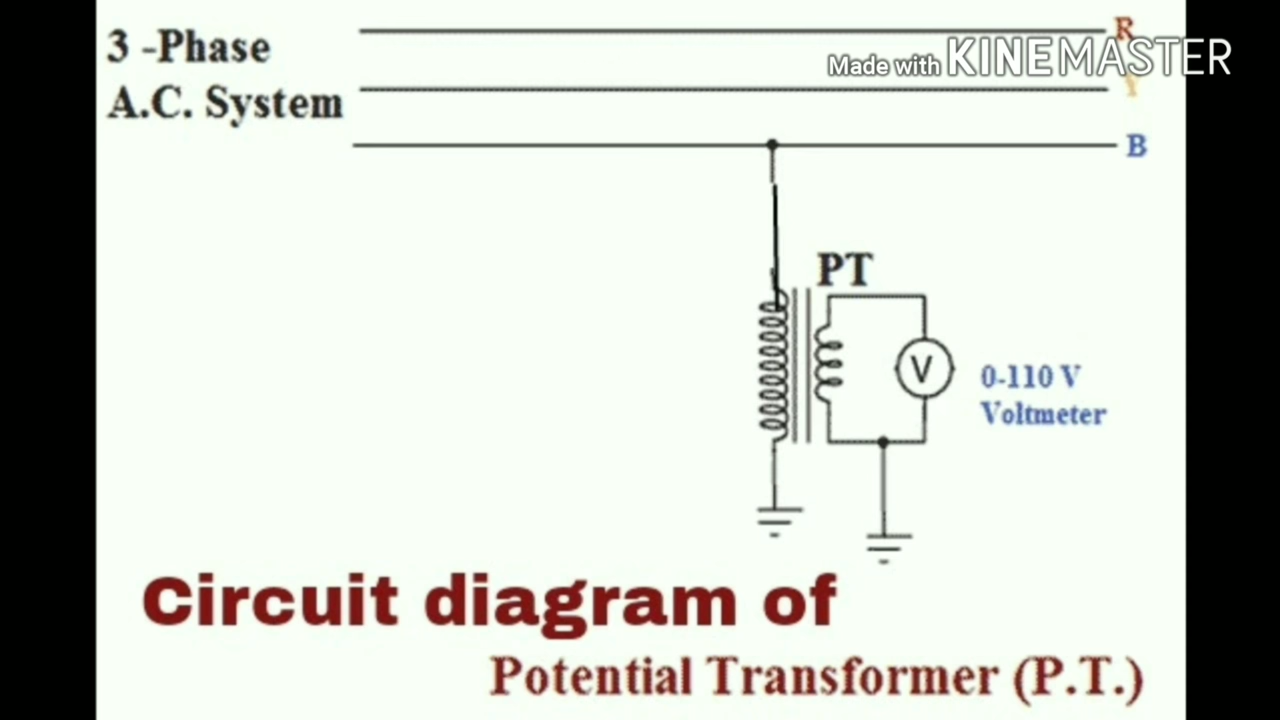 3 -Phase
A.C. System
R
Made with KINEMASTER
Y
B
PT
V
0-110 V
Voltmeter
Circuit diagram of
Potential Transformer (P.T.)